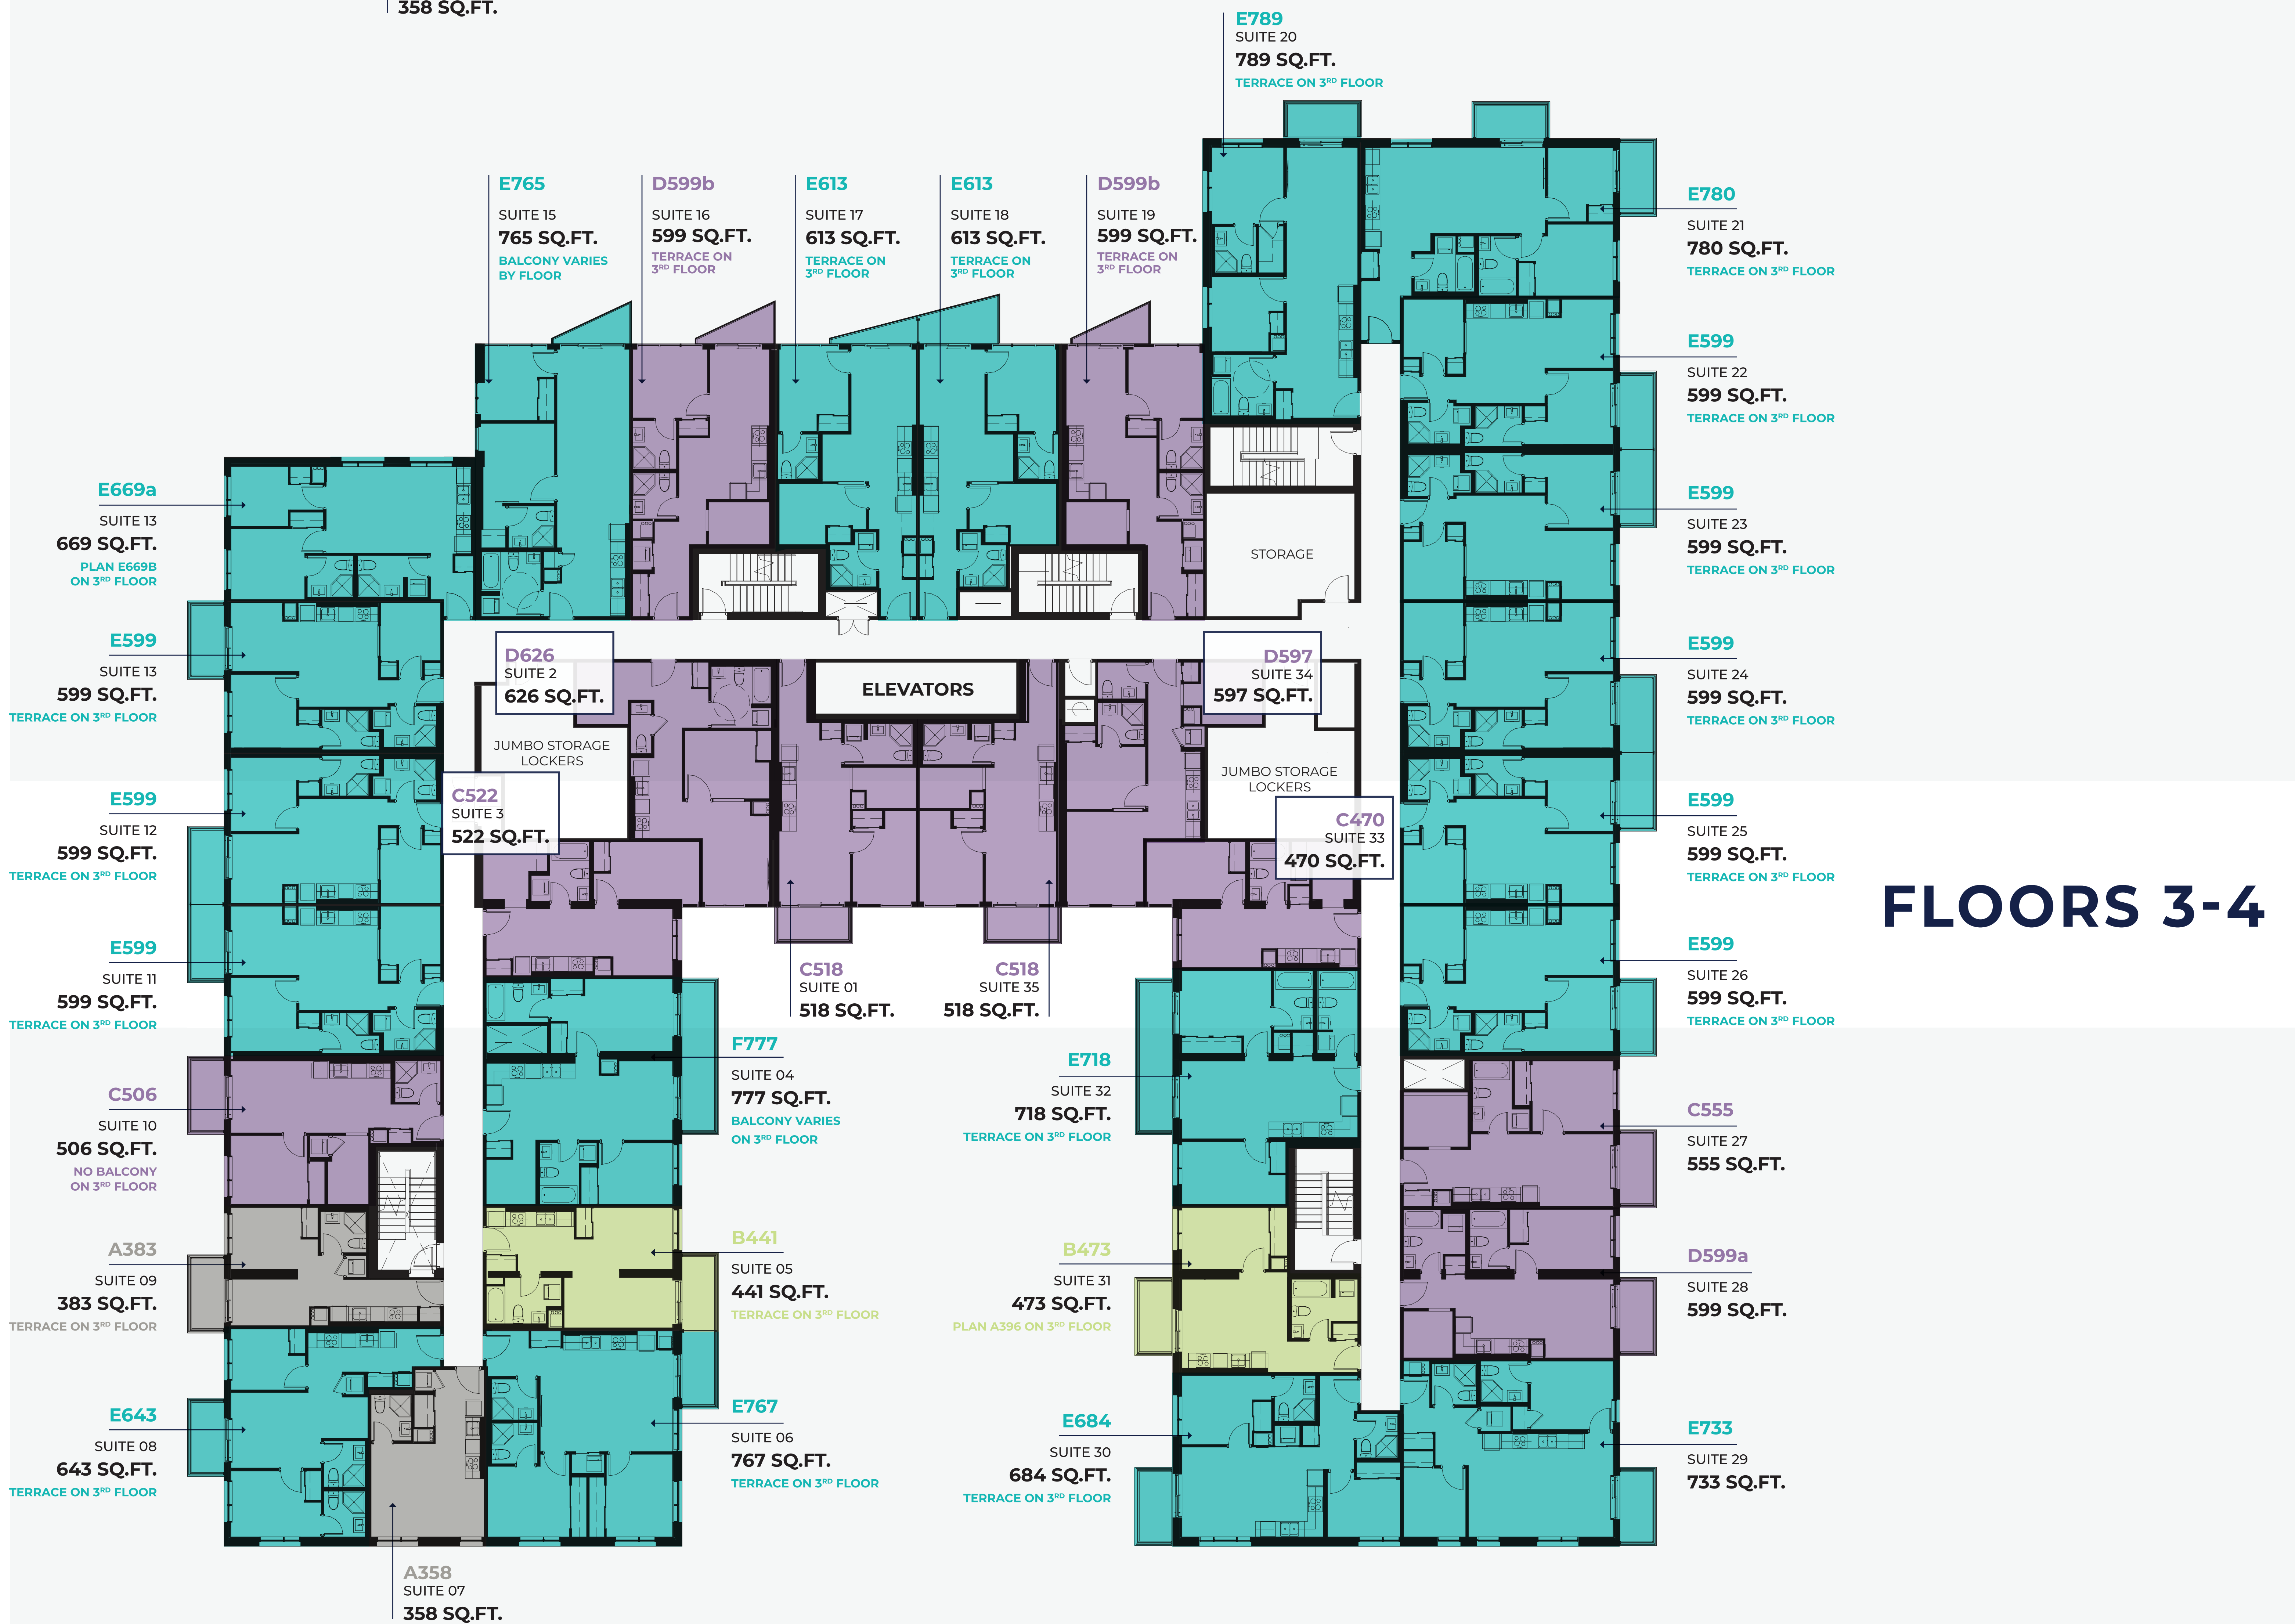 358 SQ.FT.
E789
SUITE 20
789 SQ.FT.
TERRACE ON 3RD FLOOR
E765
SUITE 15
765 SQ.FT.
BALCONY VARIES
BY FLOOR
D599b
SUITE 16
599 SQ.FT.
TERRACE ON
3RD FLOOR
E613
SUITE 17
613 SQ.FT.
TERRACE ON
3RD FLOOR
E613
SUITE 18
613 SQ.FT.
TERRACE ON
3RD FLOOR
D599b
SUITE 19
599 SQ.FT.
TERRACE ON
3RD FLOOR
E780
SUITE 21
780 SQ.FT.
TERRACE ON 3RD FLOOR
E599
SUITE 22
599 SQ.FT.
TERRACE ON 3RD FLOOR
E599
SUITE 23
599 SQ.FT.
TERRACE ON 3RD FLOOR
E599
SUITE 24
599 SQ.FT.
TERRACE ON 3RD FLOOR
E599
SUITE 25
599 SQ.FT.
TERRACE ON 3RD FLOOR
E599
SUITE 26
599 SQ.FT.
TERRACE ON 3RD FLOOR
C555
SUITE 27
555 SQ.FT.
D599a
SUITE 28
599 SQ.FT.
E733
SUITE 29
733 SQ.FT.
FLOORS 3-4
E669a
SUITE 13
669 SQ.FT.
PLAN E669B
ON 3RD FLOOR
E599
SUITE 13
599 SQ.FT.
TERRACE ON 3RD FLOOR
E599
SUITE 12
599 SQ.FT.
TERRACE ON 3RD FLOOR
E599
SUITE 11
599 SQ.FT.
TERRACE ON 3RD FLOOR
C506
SUITE 10
506 SQ.FT.
NO BALCONY
ON 3RD FLOOR
A383
SUITE 09
383 SQ.FT.
TERRACE ON 3RD FLOOR
E643
SUITE 08
643 SQ.FT.
TERRACE ON 3RD FLOOR
STORAGE
D626
SUITE 2
626 SQ.FT.
ELEVATORS
D597
SUITE 34
597 SQ.FT.
JUMBO STORAGE
LOCKERS
JUMBO STORAGE
LOCKERS
C522
SUITE 3
522 SQ.FT.
C470
SUITE 33
470 SQ.FT.
C518
SUITE 01
518 SQ.FT.
C518
SUITE 35
518 SQ.FT.
F777
SUITE 04
777 SQ.FT.
BALCONY VARIES
ON 3RD FLOOR
E718
SUITE 32
718 SQ.FT.
TERRACE ON 3RD FLOOR
B441
SUITE 05
441 SQ.FT.
TERRACE ON 3RD FLOOR
B473
SUITE 31
473 SQ.FT.
PLAN A396 ON 3RD FLOOR
E767
SUITE 06
767 SQ.FT.
TERRACE ON 3RD FLOOR
E684
SUITE 30
684 SQ.FT.
TERRACE ON 3RD FLOOR
A358
SUITE 07
358 SQ.FT.